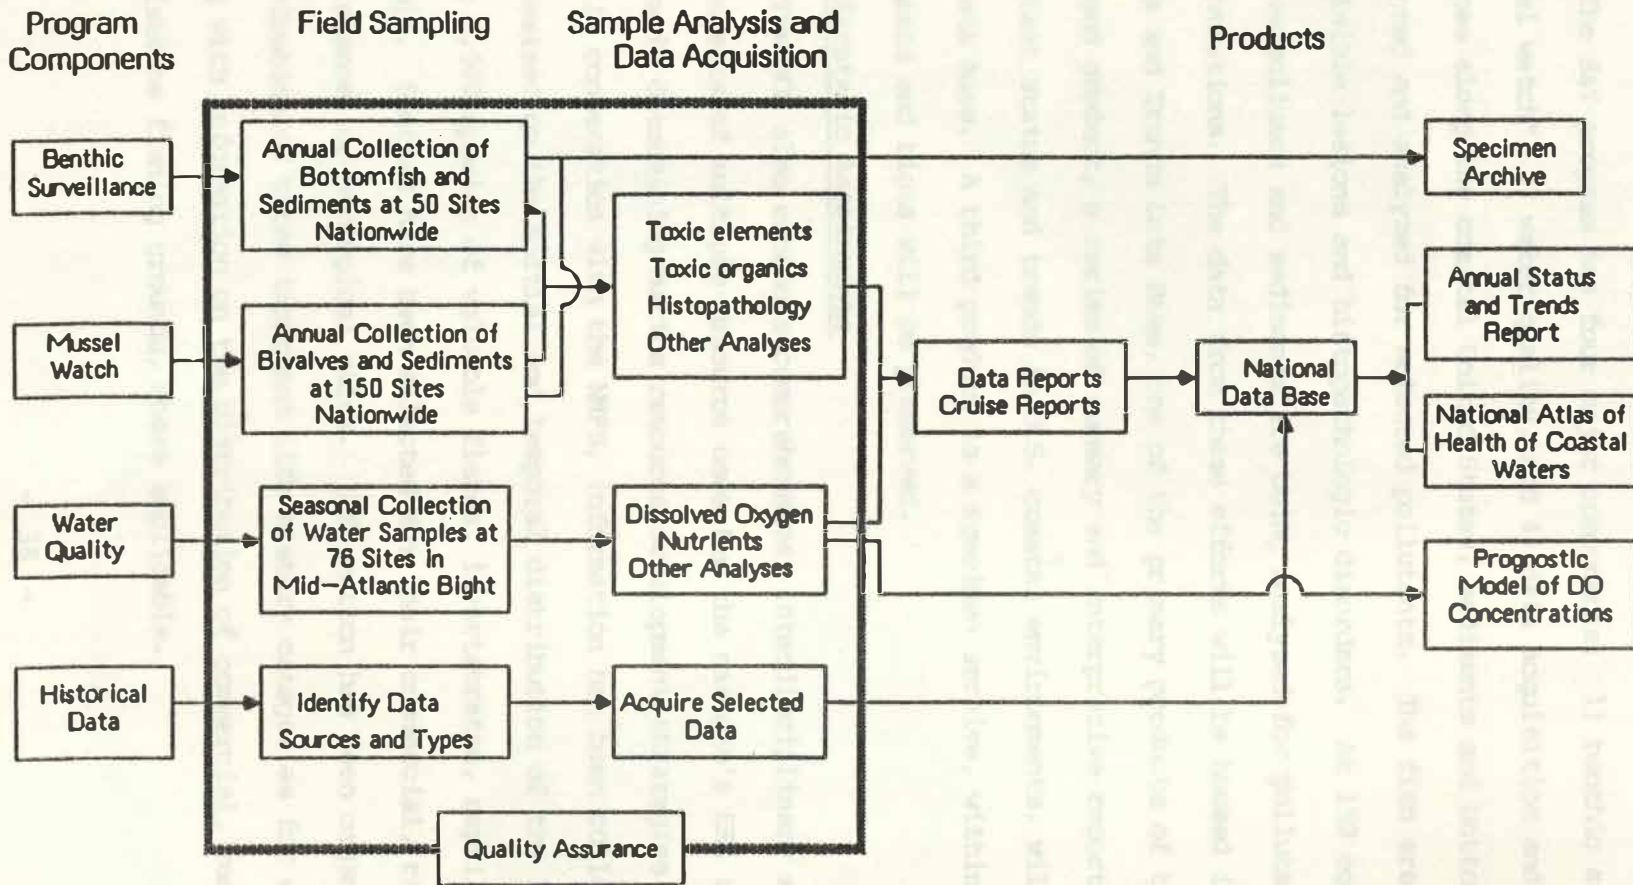 Program
Components
Field Sampling
Sample Analysis and
Data Acquisition
Products
Benthic
Surveillance
Annual Collection of
Bottomfish and
Sediments at 50 Sites
Nationwide
Toxic elements
Toxic organics
Histopathology
Other Analyses
Specimen
Archive
Mussel
Watch
Annual Collection of
Bivalves and Sediments
at 150 Sites
Nationwide
Data Reports
Cruise Reports
National
Data Base
Annual Status
and Trends
Report
National Atlas of
Health of Coastal
Waters
Water
Quality
Seasonal Collection
of Water Samples at
76 Sites in
Mid-Atlantic Bight
Dissolved Oxygen
Nutrients
Other Analyses
Prognostic
Model of DO
Concentrations
Historical
Data
Identify Data
Sources and Types
Acquire Selected
Data
Quality Assurance